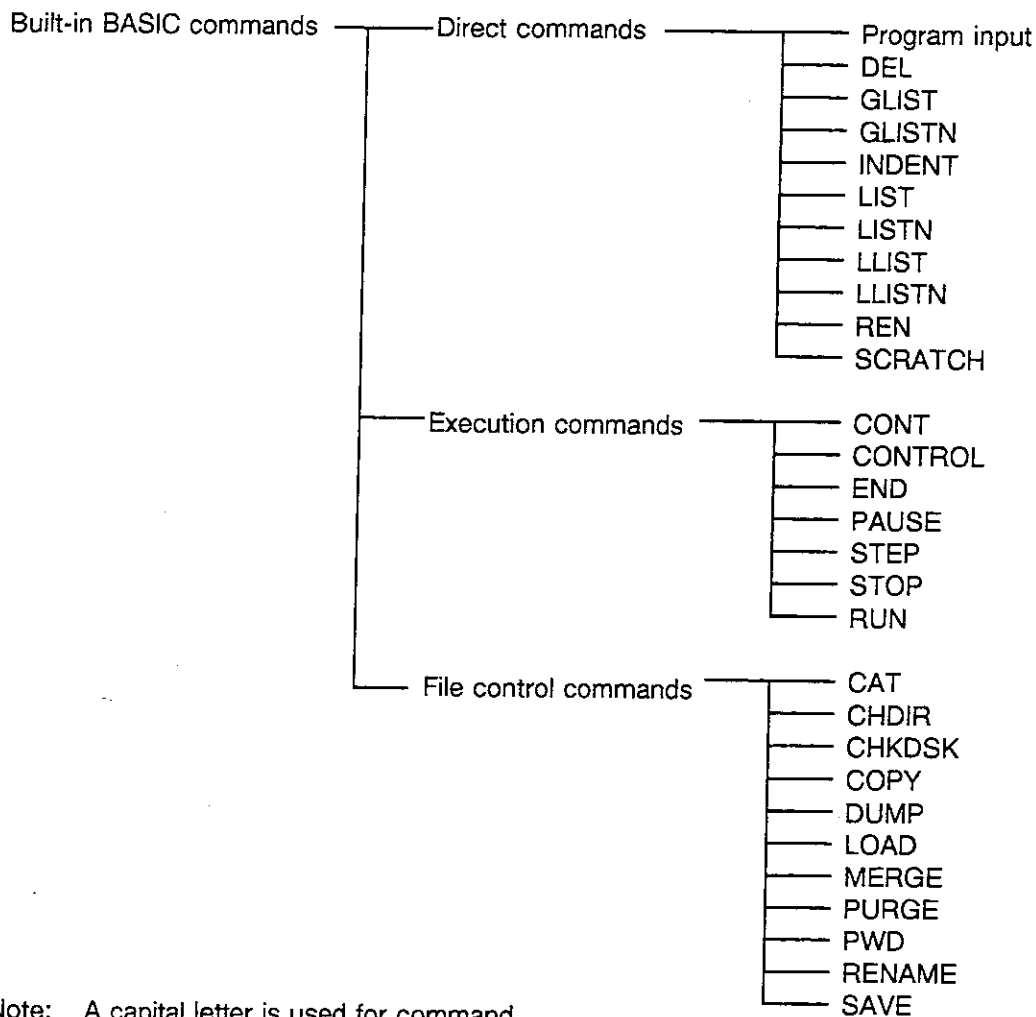 Built-in BASIC commands
Direct commands
Program input
DEL
GLIST
GLISTN
INDENT
LIST
LISTN
LLIST
LLISTN
REN
SCRATCH
Execution commands
CONT
CONTROL
END
PAUSE
STEP
STOP
RUN
File control commands
CAT
CHDIR
CHKDSK
COPY
DUMP
LOAD
MERGE
PURGE
PWD
RENAME
SAVE
Note: A capital letter is used for command